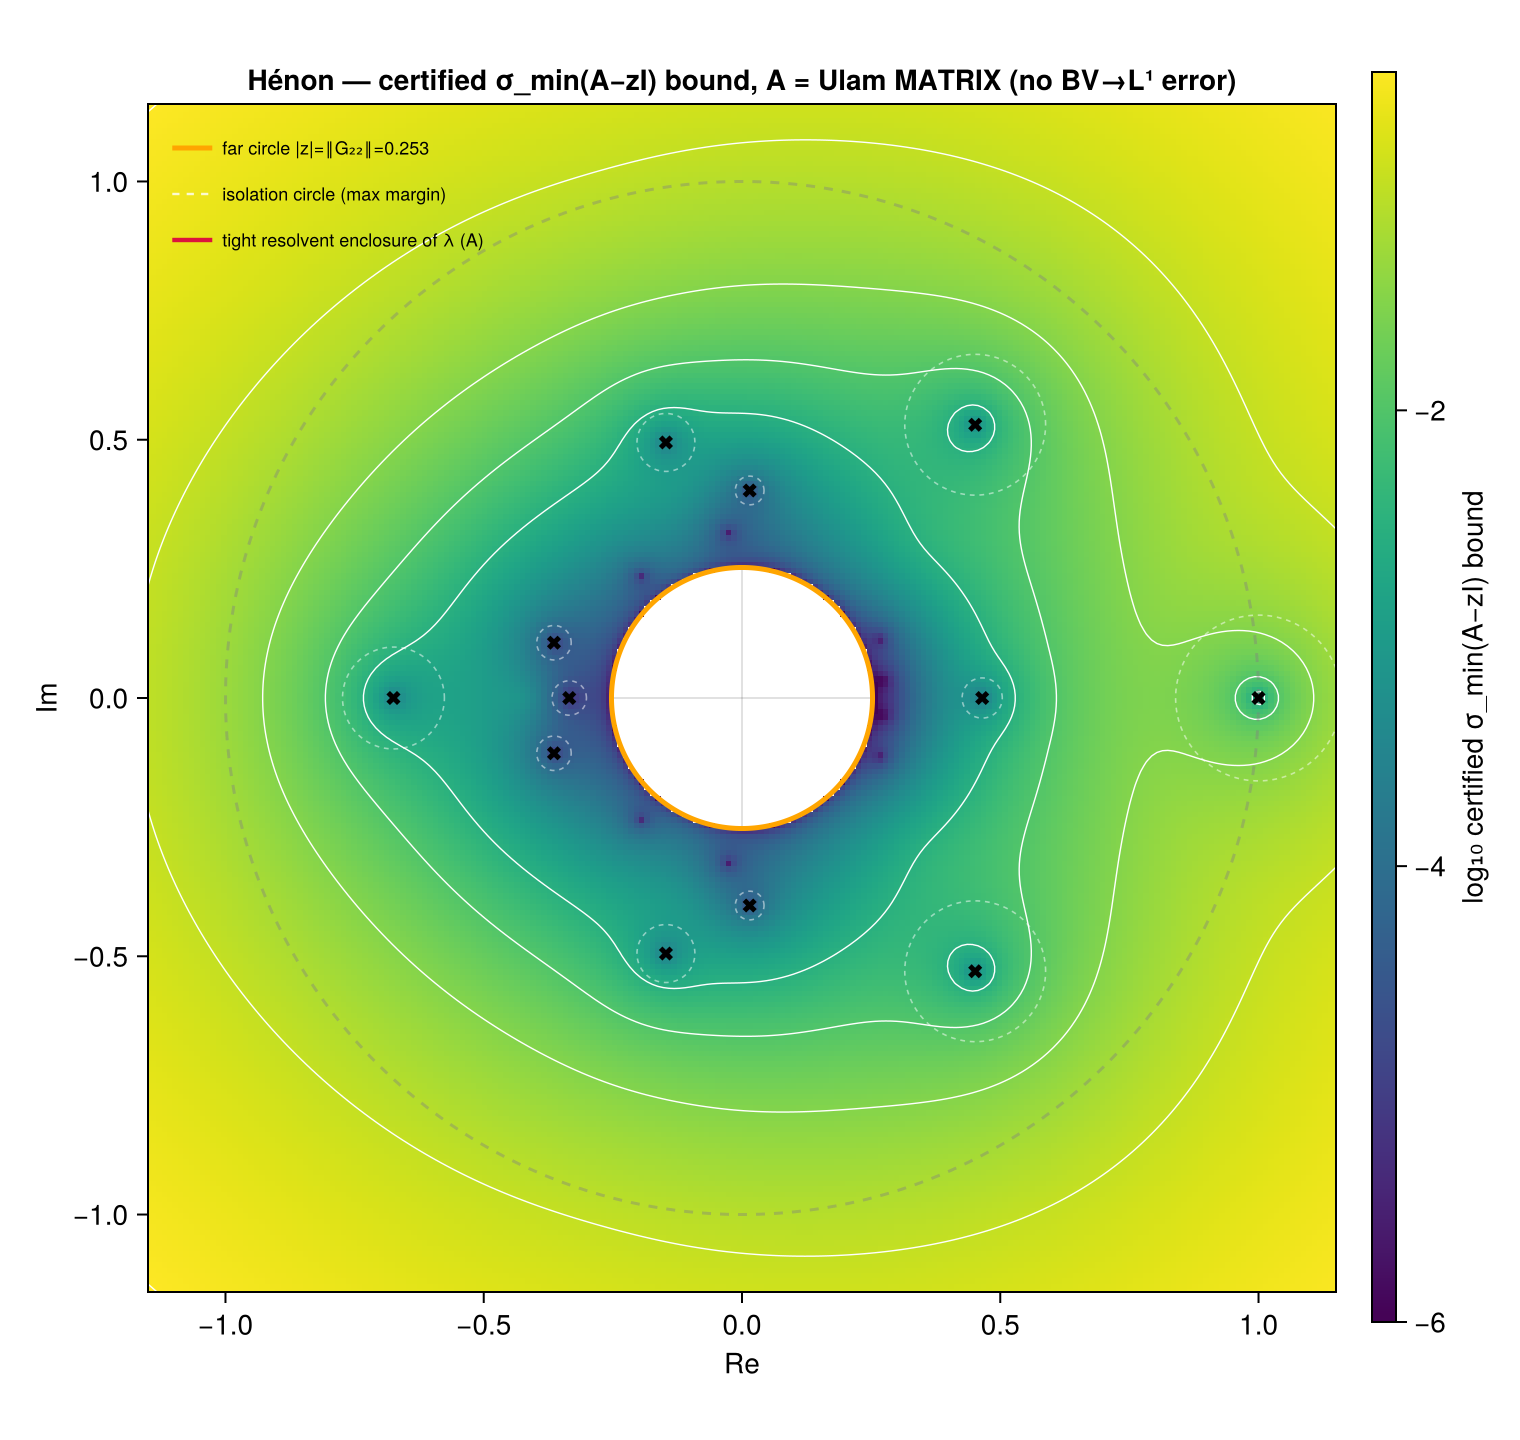 Hénon — certified σ_min(A−zI) bound, A = Ulam MATRIX (no BV→L¹ error)
far circle |z|=‖G₂₂‖=0.253
isolation circle (max margin)
tight resolvent enclosure of λ (A)
1.0
0.5
0.0
−0.5
−1.0
Im
−1.0
−0.5
0.0
0.5
1.0
Re
−2
−4
−6
log₁₀ certified σ_min(A−zI) bound